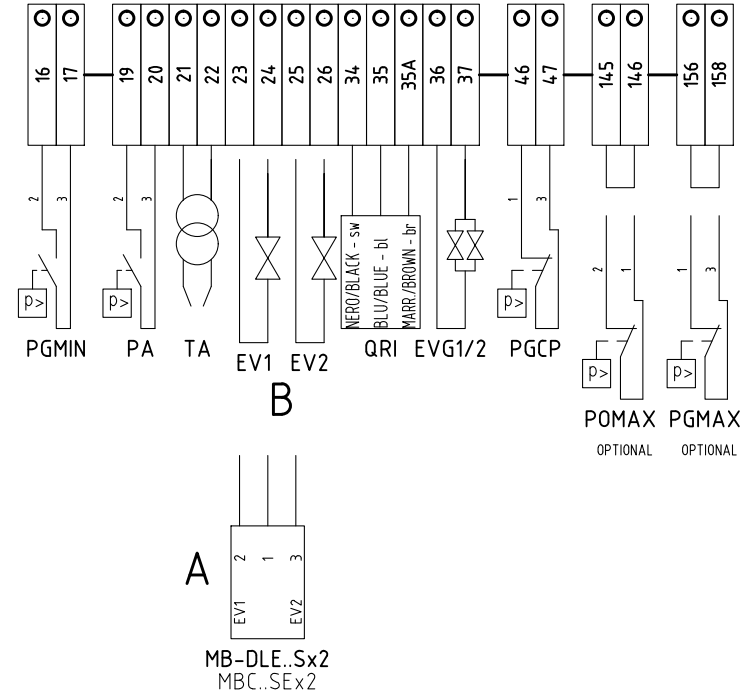 16 17 19 20 21 22 23 24 25 26 34 35 35A 36 37 46 47 145 146 156 158
2 3 2 3 1 3
NERO/BLACK - sw
BLU/BLUE - bl
MARR./BROWN - br
2 1 1 3
p> p> p> p> p>
PGMIN PA TA EV1 EV2 QRI EVG1/2 PGCP
B
POMAX PGMAX
OPTIONAL OPTIONAL
A
2 1 3
EV1 EV2
MB-DLE..Sx2
MBC..SEx2